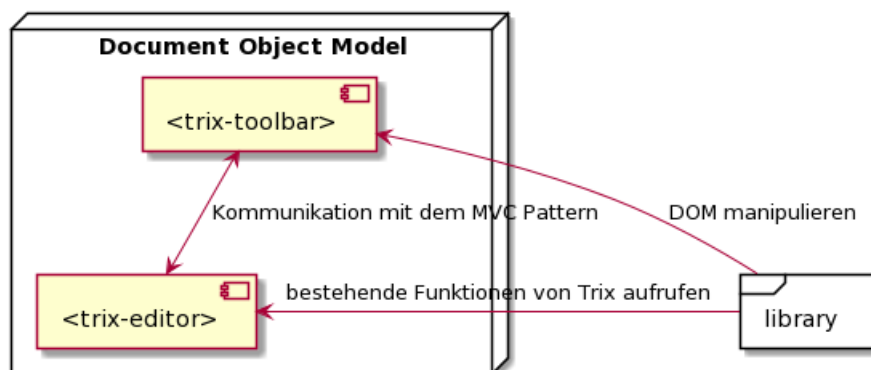 Document Object Model
<trix-toolbar>
Kommunikation mit dem MVC Pattern
DOM manipulieren
bestehende Funktionen von Trix aufrufen
<trix-editor>
library